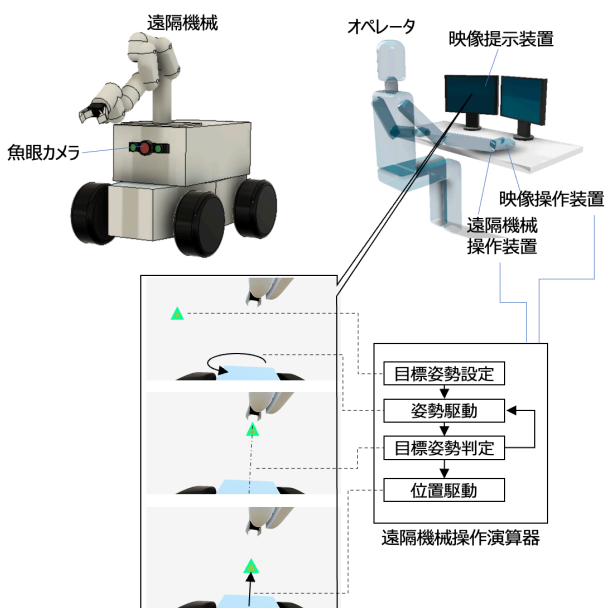 遠隔機械
オペレータ
映像提示装置
魚眼カメラ
映像操作装置
遠隔機械
操作装置
目標姿勢設定
姿勢駆動
目標姿勢判定
位置駆動
遠隔機械操作演算器